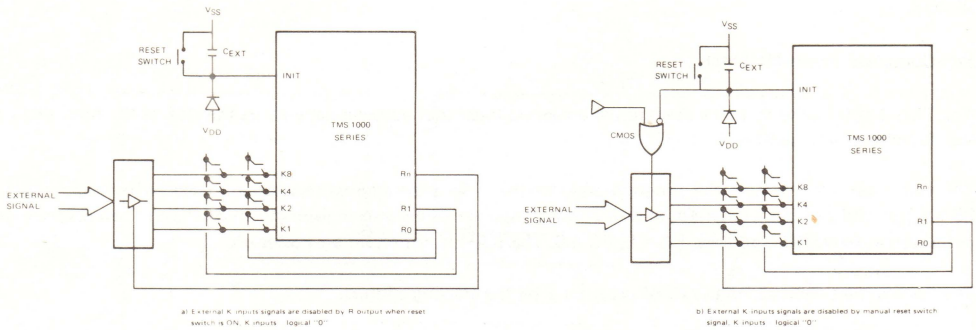 VSS
RESET
SWITCH
CEXT
INIT
VDD
TMS 1000
SERIES
EXTERNAL
SIGNAL
K8
K4
K2
K1
Rn
R1
R0
a) External K inputs signals are disabled by R output when reset
switch is ON, K inputs logical "0"
VSS
RESET
SWITCH
CEXT
INIT
CMOS
VDD
TMS 1000
SERIES
EXTERNAL
SIGNAL
K8
K4
K2
K1
Rn
R1
R0
b) External K inputs signals are disabled by manual reset switch
signal, K inputs logical "0"